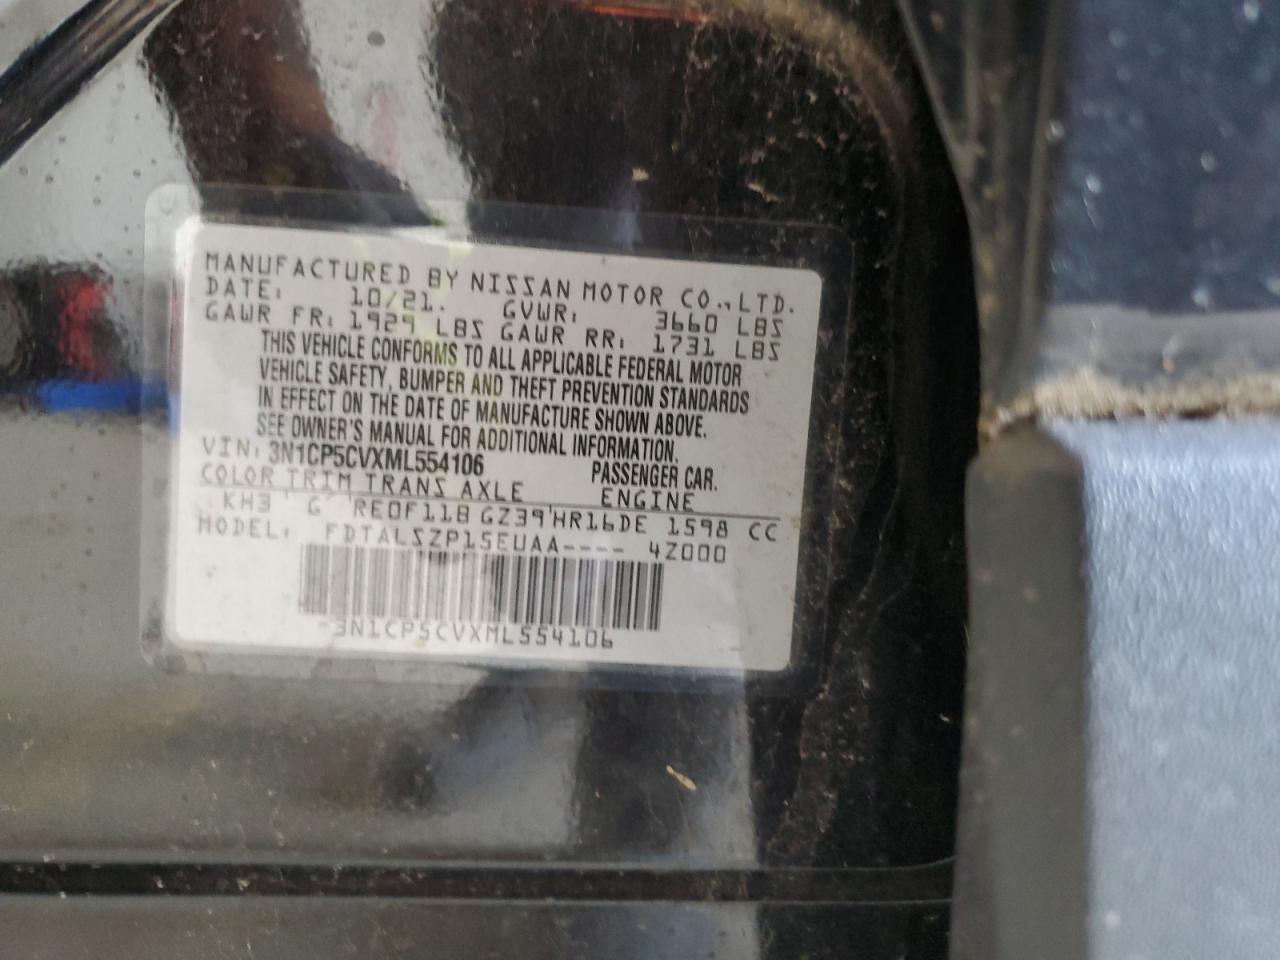 MANUFACTURED BY NISSAN MOTOR CO., LTD.
DATE: 10/21. GVWR: 3660 LBS
GAWR FR: 1929 LBS GAWR RR: 1731 LBS
THIS VEHICLE CONFORMS TO ALL APPLICABLE FEDERAL MOTOR
VEHICLE SAFETY, BUMPER AND THEFT PREVENTION STANDARDS
IN EFFECT ON THE DATE OF MANUFACTURE SHOWN ABOVE.
SEE OWNER'S MANUAL FOR ADDITIONAL INFORMATION.
VIN: 3N1CP5CVXML554106 PASSENGER CAR.
COLOR TRIM TRANS AXLE ENGINE
KH3 G RE0F11B GZ39 HR16DE 1598 CC
MODEL: FDTALSZP15EUAA---- 4Z000
3N1CP5CVXML554106